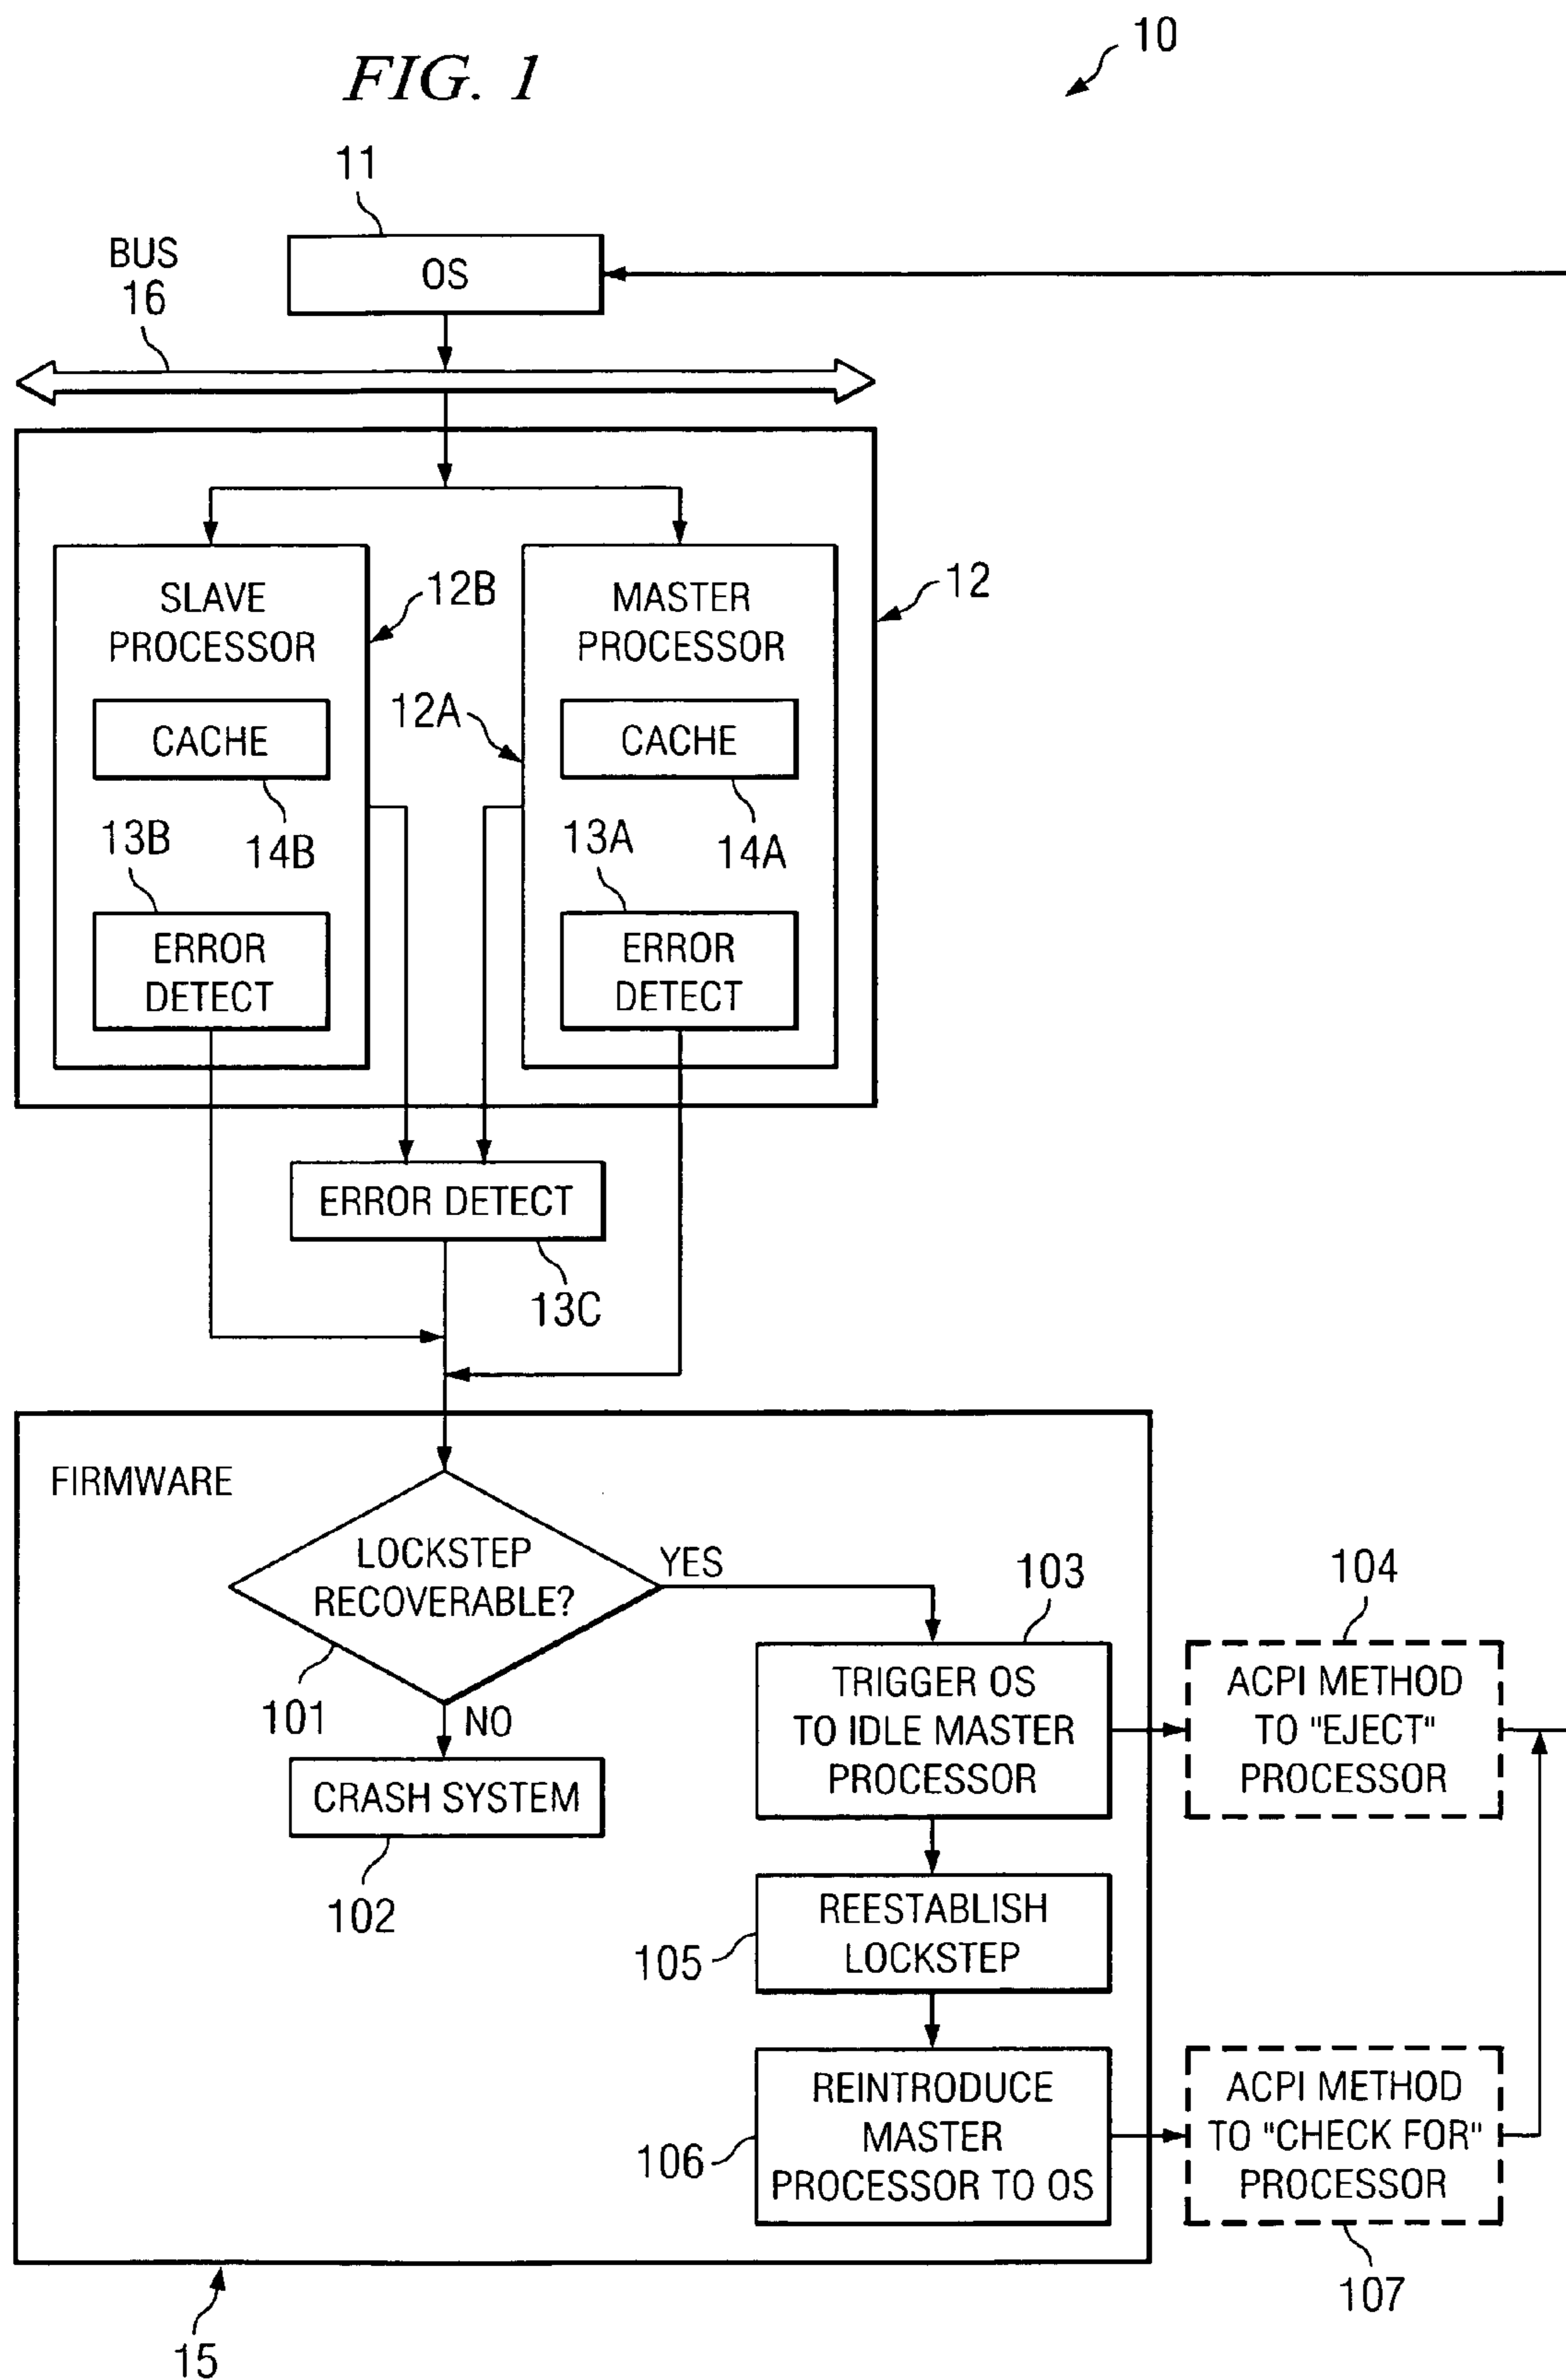 FIG. 1
10
11
OS
BUS
16
SLAVE
PROCESSOR
12B
MASTER
PROCESSOR
12
12A
CACHE
CACHE
13B
14B
13A
14A
ERROR
DETECT
ERROR
DETECT
ERROR DETECT
13C
FIRMWARE
LOCKSTEP
RECOVERABLE?
YES
101
NO
CRASH SYSTEM
102
103
TRIGGER OS
TO IDLE MASTER
PROCESSOR
104
ACPI METHOD
TO "EJECT"
PROCESSOR
REESTABLISH
LOCKSTEP
105
REINTRODUCE
MASTER
PROCESSOR TO OS
106
ACPI METHOD
TO "CHECK FOR"
PROCESSOR
107
15